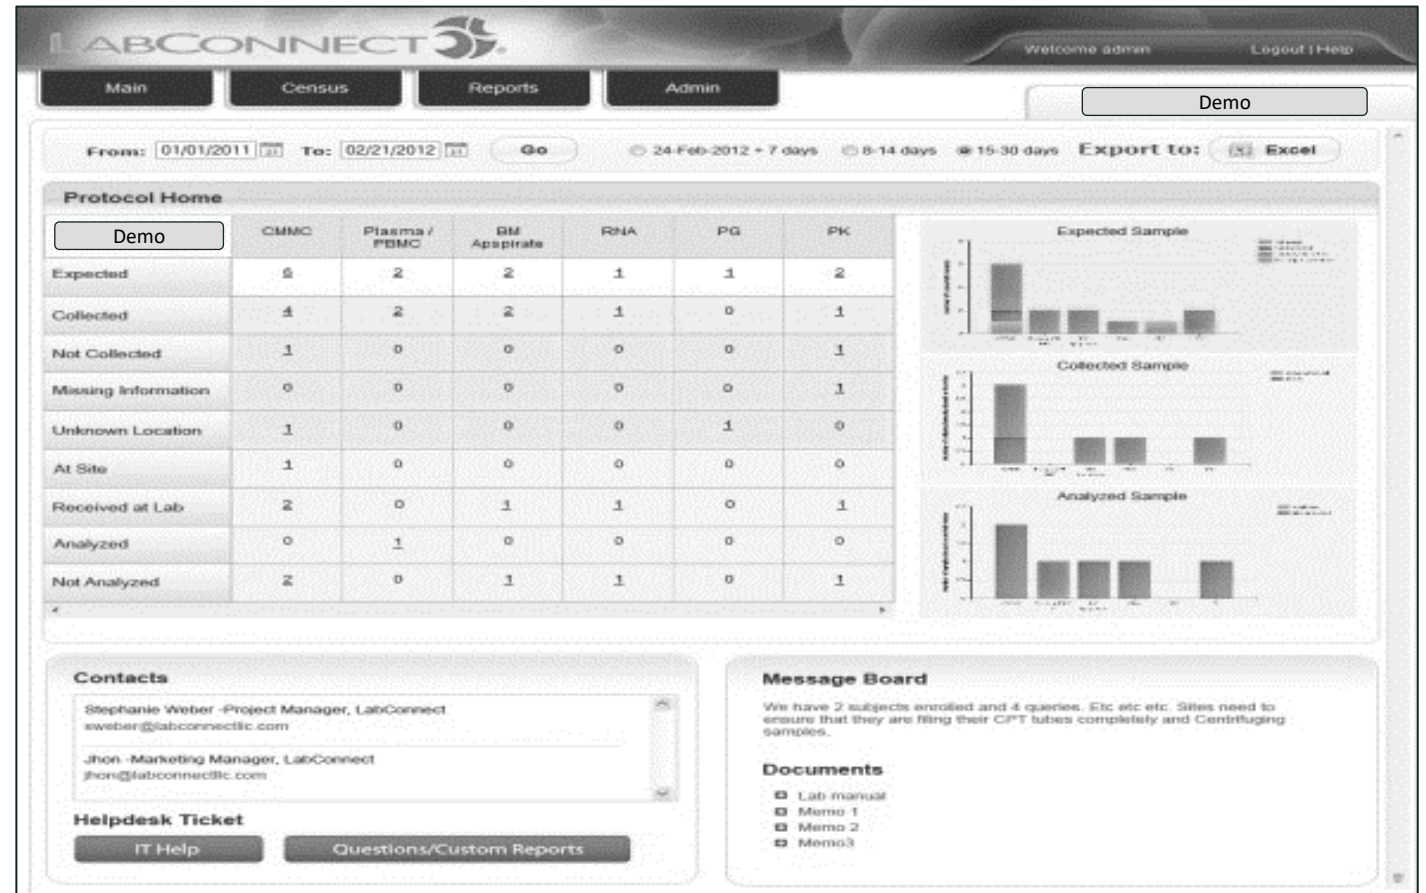 LABCONNECT
Welcome admin Logout | Help
Main Census Reports Admin
Demo
From: 01/01/2011 To: 02/21/2012 Go 24-Feb-2012 + 7 days 8-14 days 15-30 days Export to: Excel
Protocol Home
Demo CMMC Plasma / PBMC BM Apspirate RNA PG PK
Expected 6 2 2 1 1 2
Collected 4 2 2 1 0 1
Not Collected 1 0 0 0 0 1
Missing Information 0 0 0 0 0 1
Unknown Location 1 0 0 0 1 0
At Site 1 0 0 0 0 0
Received at Lab 2 0 1 1 0 1
Analyzed 0 1 0 0 0 0
Not Analyzed 2 0 1 1 0 1
Expected Sample
Collected Sample
Analyzed Sample
Contacts
Stephanie Weber -Project Manager, LabConnect
sweber@labconnectllc.com
Jhon -Marketing Manager, LabConnect
jhon@labconnectllc.com
Helpdesk Ticket
IT Help Questions/Custom Reports
Message Board
We have 2 subjects enrolled and 4 queries. Etc etc etc. Sites need to
ensure that they are filing their CPT tubes completely and Centrifuging
samples.
Documents
Lab manual
Memo 1
Memo 2
Memo3